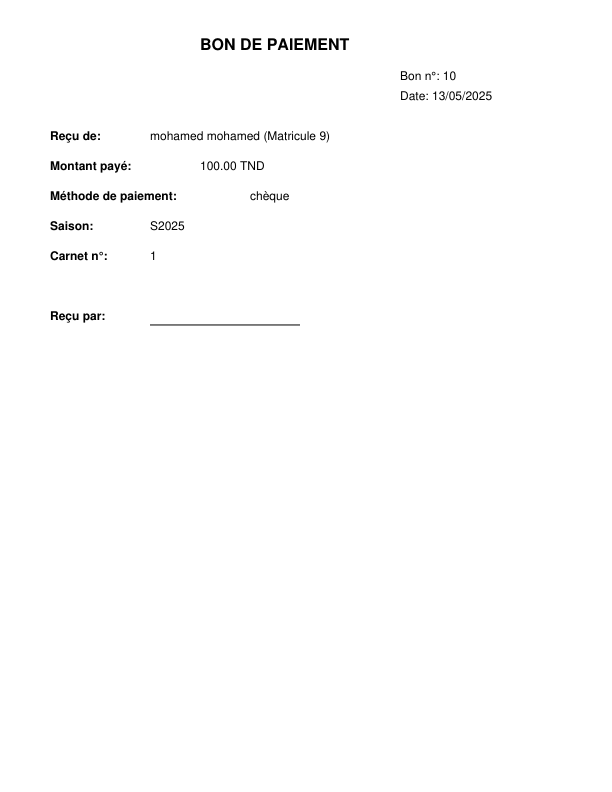 BON DE PAIEMENT
Bon n°: 10
Date: 13/05/2025
Reçu de: mohamed mohamed (Matricule 9)
Montant payé: 100.00 TND
Méthode de paiement: chèque
Saison: S2025
Carnet n°: 1
Reçu par: